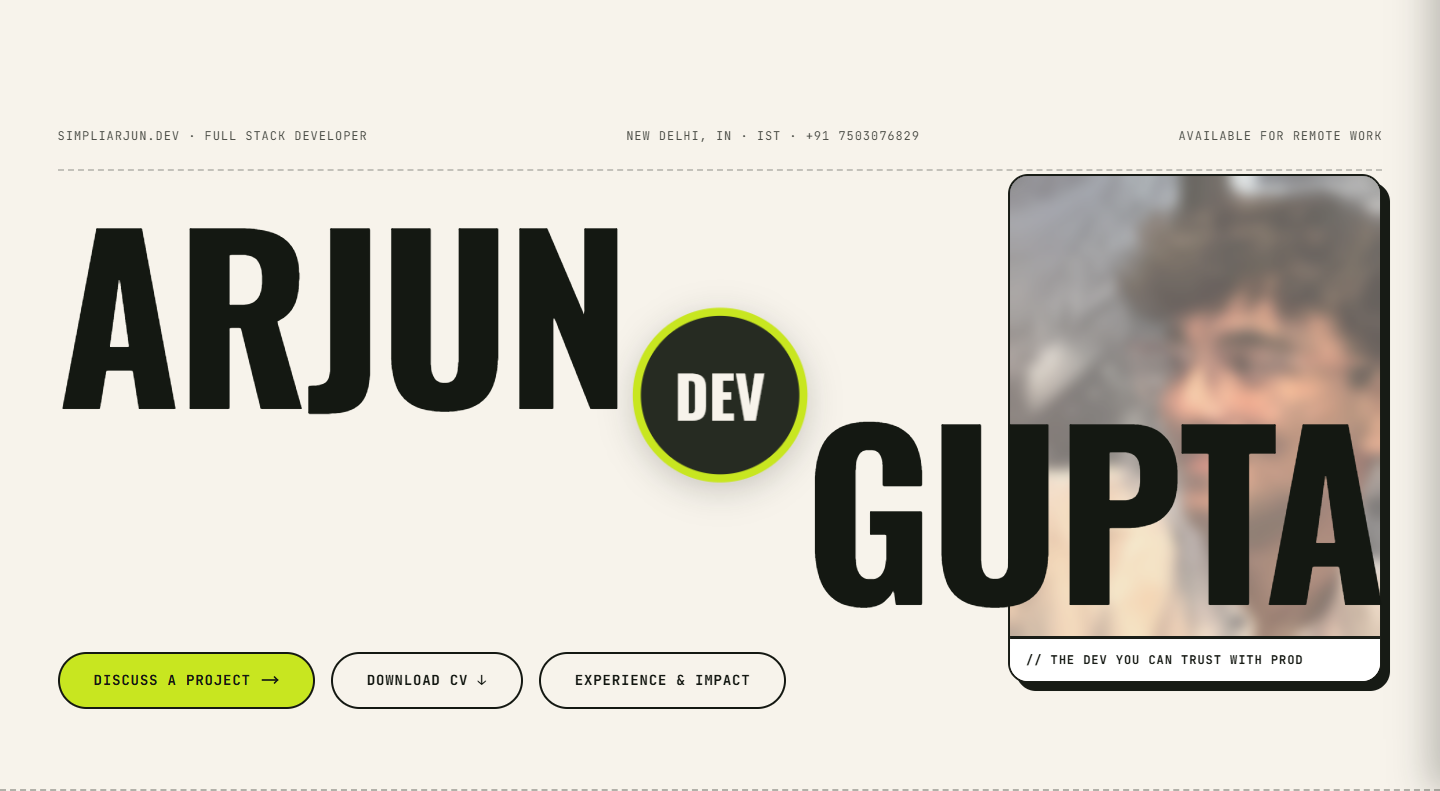 SIMPLIARJUN.DEV · FULL STACK DEVELOPER
NEW DELHI, IN · IST · +91 7503076829
AVAILABLE FOR REMOTE WORK
ARJUN
DEV
GUPTA
// THE DEV YOU CAN TRUST WITH PROD
DISCUSS A PROJECT →
DOWNLOAD CV ↓
EXPERIENCE & IMPACT